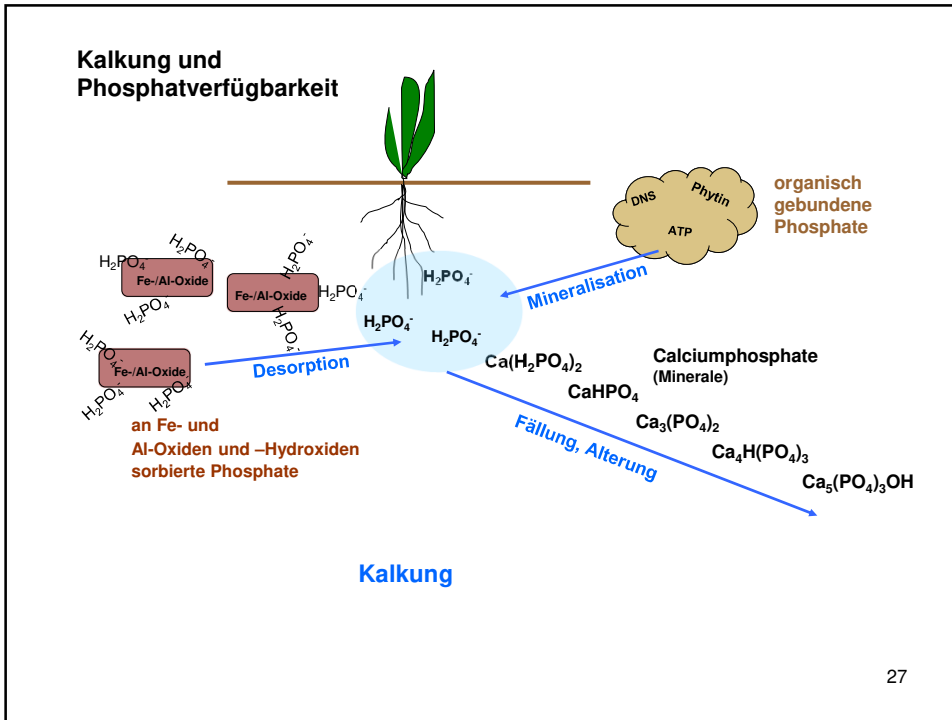 Kalkung und
Phosphatverfügbarkeit
DNS
Phytin
ATP
organisch
gebundene
Phosphate
H₂PO₄⁻
H₂PO₄⁻
Fe-/Al-Oxide
H₂PO₄⁻
H₂PO₄⁻
Fe-/Al-Oxide
H₂PO₄⁻
H₂PO₄⁻
H₂PO₄⁻
Mineralisation
H₂PO₄⁻
H₂PO₄⁻
H₂PO₄⁻
Fe-/Al-Oxide
H₂PO₄⁻
H₂PO₄⁻
Desorption
an Fe- und
Al-Oxiden und –Hydroxiden
sorbierte Phosphate
Ca(H₂PO₄)₂
CaHPO₄
Ca₃(PO₄)₂
Ca₄H(PO₄)₃
Ca₅(PO₄)₃OH
Calciumphosphate
(Minerale)
Fällung, Alterung
Kalkung
27